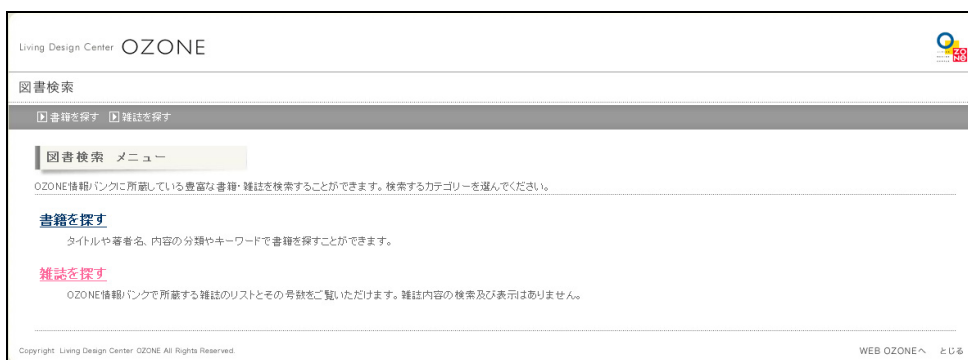 Living Design Center OZONE
OZONE
図書検索
書籍を探す 雑誌を探す
図書検索 メニュー
OZONE情報バンクに所蔵している豊富な書籍・雑誌を検索することができます。検索するカテゴリーを選んでください。
書籍を探す
タイトルや著者名、内容の分類やキーワードで書籍を探すことができます。
雑誌を探す
OZONE情報バンクで所蔵する雑誌のリストとその号数をご覧いただけます。雑誌内容の検索及び表示はありません。
Copyright Living Design Center OZONE All Rights Reserved.
WEB OZONEへ とじる